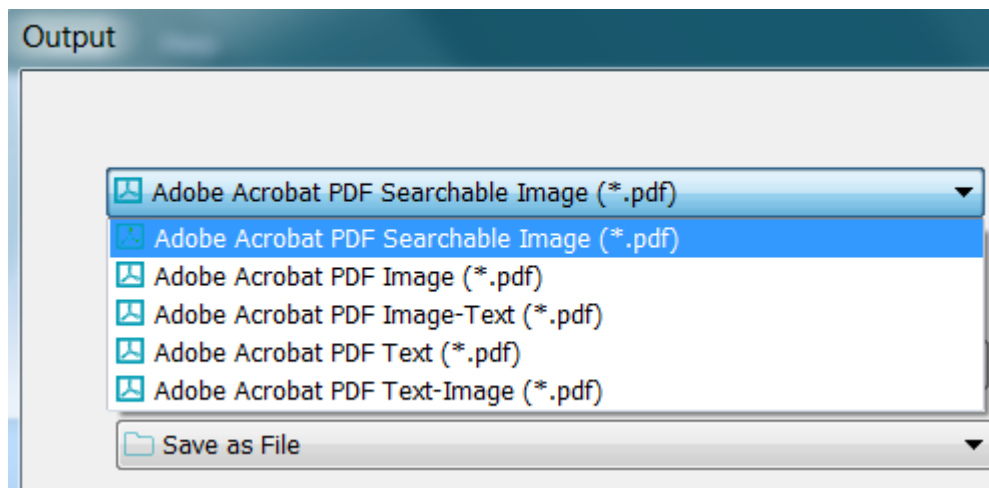 Output
Adobe Acrobat PDF Searchable Image (*.pdf)
Adobe Acrobat PDF Searchable Image (*.pdf)
Adobe Acrobat PDF Image (*.pdf)
Adobe Acrobat PDF Image-Text (*.pdf)
Adobe Acrobat PDF Text (*.pdf)
Adobe Acrobat PDF Text-Image (*.pdf)
Save as File